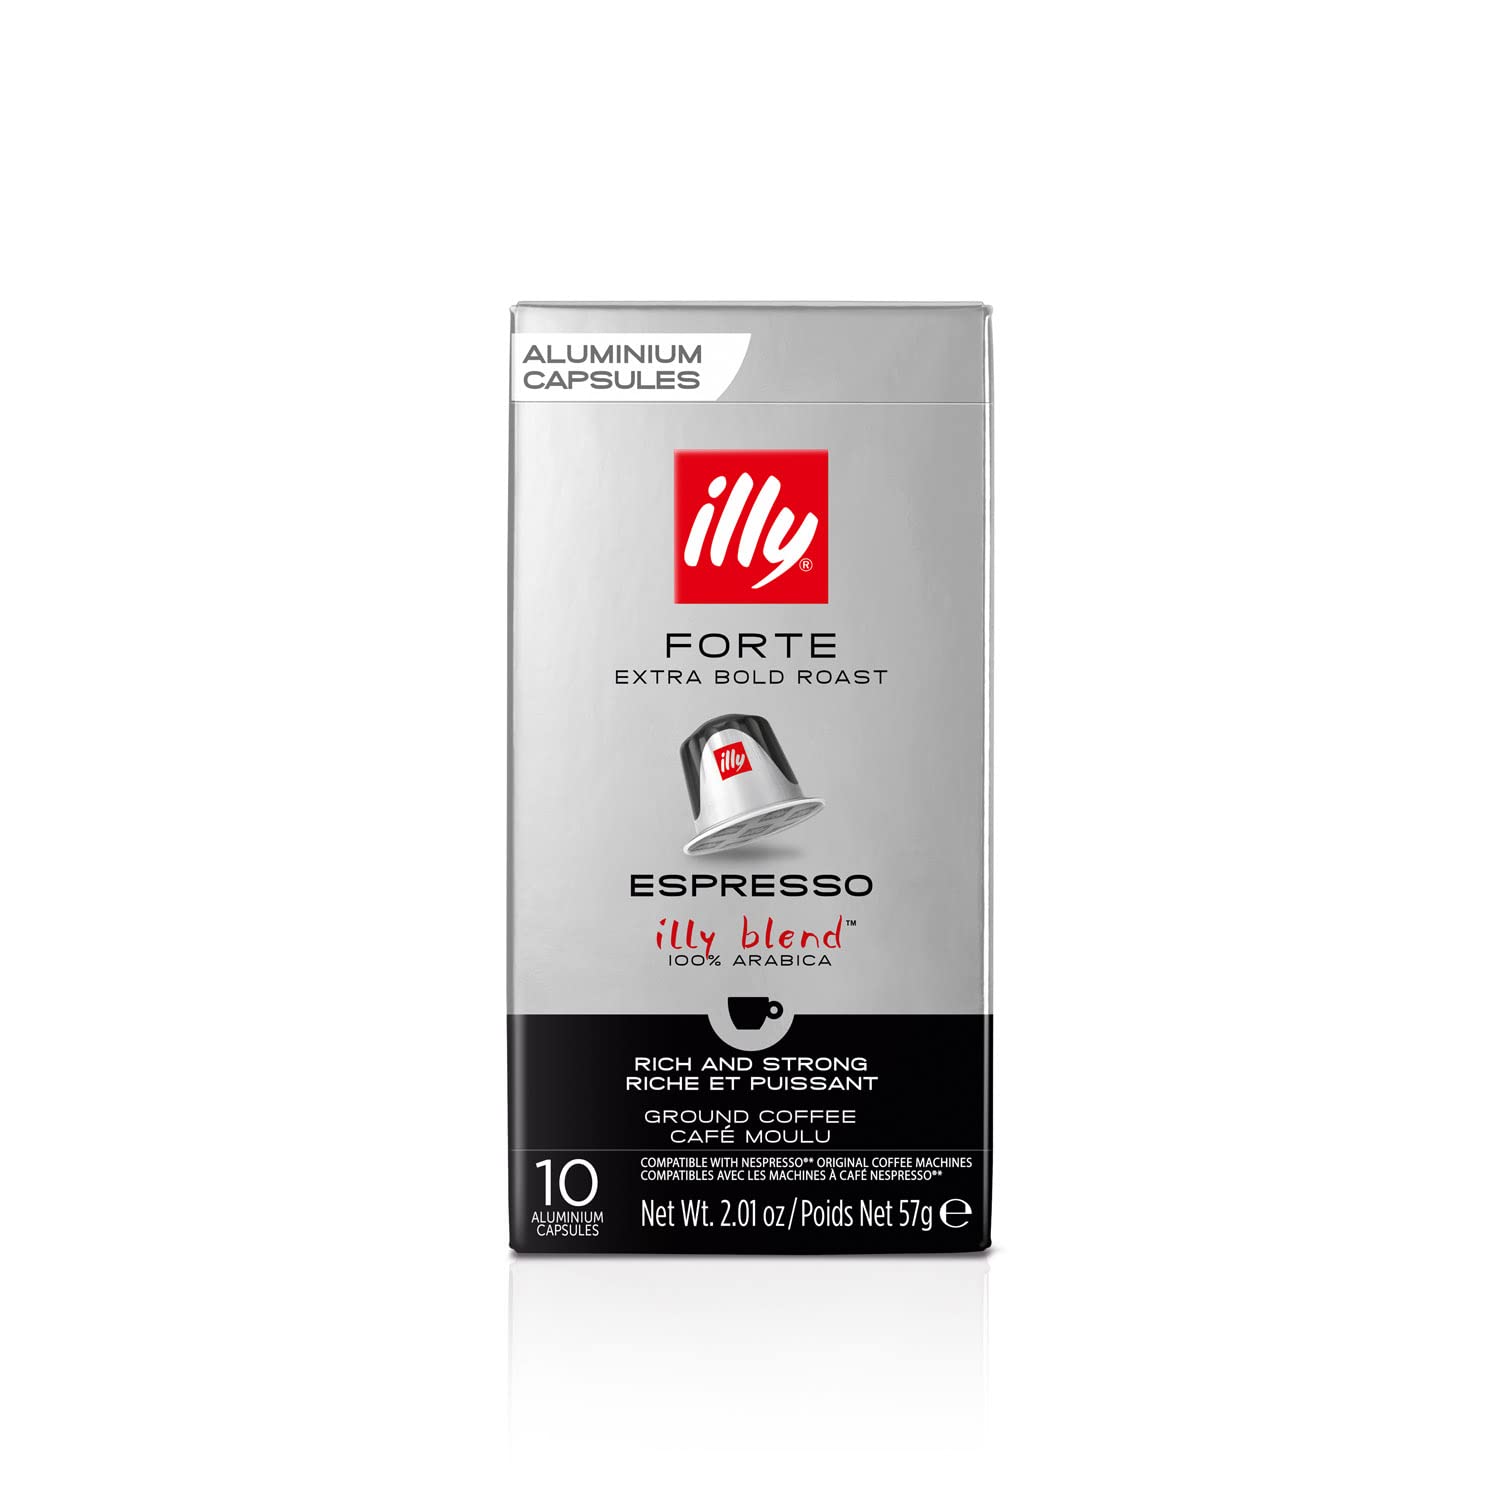 ALUMINIUM
CAPSULES
illy®
FORTE
EXTRA BOLD ROAST
illy
ESPRESSO
illy blend™
100% ARABICA
RICH AND STRONG
RICHE ET PUISSANT
GROUND COFFEE
CAFÉ MOULU
10
ALUMINIUM
CAPSULES
COMPATIBLE WITH NESPRESSO®* ORIGINAL COFFEE MACHINES
COMPATIBLES AVEC LES MACHINES À CAFÉ NESPRESSO®*
Net Wt. 2.01 oz/Poids Net 57g ℮